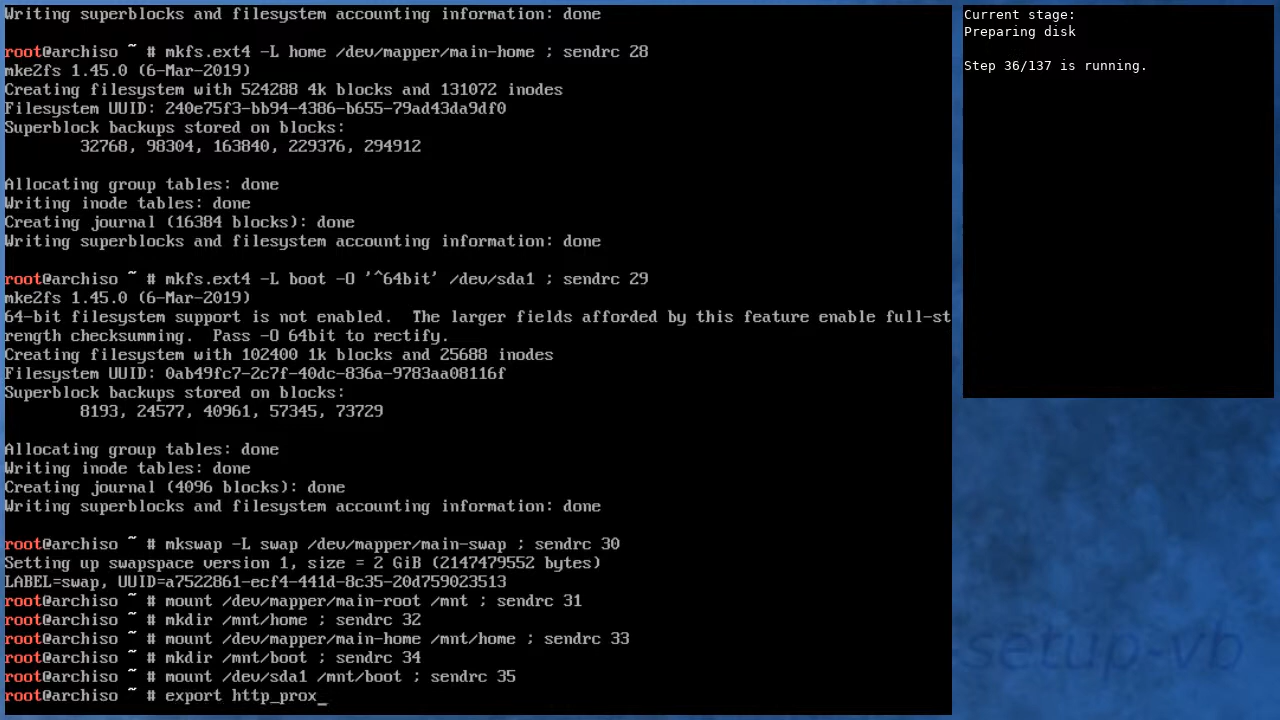 Writing superblocks and filesystem accounting information: done
root@archiso ~ # mkfs.ext4 -L home /dev/mapper/main-home ; sendrc 28
mke2fs 1.45.0 (6-Mar-2019)
Creating filesystem with 524288 4k blocks and 131072 inodes
Filesystem UUID: 240e75f3-bb94-4386-b655-79ad43da9df0
Superblock backups stored on blocks:
32768, 98304, 163840, 229376, 294912
Allocating group tables: done
Writing inode tables: done
Creating journal (16384 blocks): done
Writing superblocks and filesystem accounting information: done
root@archiso ~ # mkfs.ext4 -L boot -O '^64bit' /dev/sda1 ; sendrc 29
mke2fs 1.45.0 (6-Mar-2019)
64-bit filesystem support is not enabled.  The larger fields afforded by this feature enable full-st
rength checksumming.  Pass -O 64bit to rectify.
Creating filesystem with 102400 1k blocks and 25688 inodes
Filesystem UUID: 0ab49fc7-2c7f-40dc-836a-9783aa08116f
Superblock backups stored on blocks:
8193, 24577, 40961, 57345, 73729
Allocating group tables: done
Writing inode tables: done
Creating journal (4096 blocks): done
Writing superblocks and filesystem accounting information: done
root@archiso ~ # mkswap -L swap /dev/mapper/main-swap ; sendrc 30
Setting up swapspace version 1, size = 2 GiB (2147479552 bytes)
LABEL=swap, UUID=a7522861-ecf4-441d-8c35-20d759023513
root@archiso ~ # mount /dev/mapper/main-root /mnt ; sendrc 31
root@archiso ~ # mkdir /mnt/home ; sendrc 32
root@archiso ~ # mount /dev/mapper/main-home /mnt/home ; sendrc 33
root@archiso ~ # mkdir /mnt/boot ; sendrc 34
root@archiso ~ # mount /dev/sda1 /mnt/boot ; sendrc 35
root@archiso ~ # export http_prox_
Current stage:
Preparing disk
Step 36/137 is running.
setup-vb